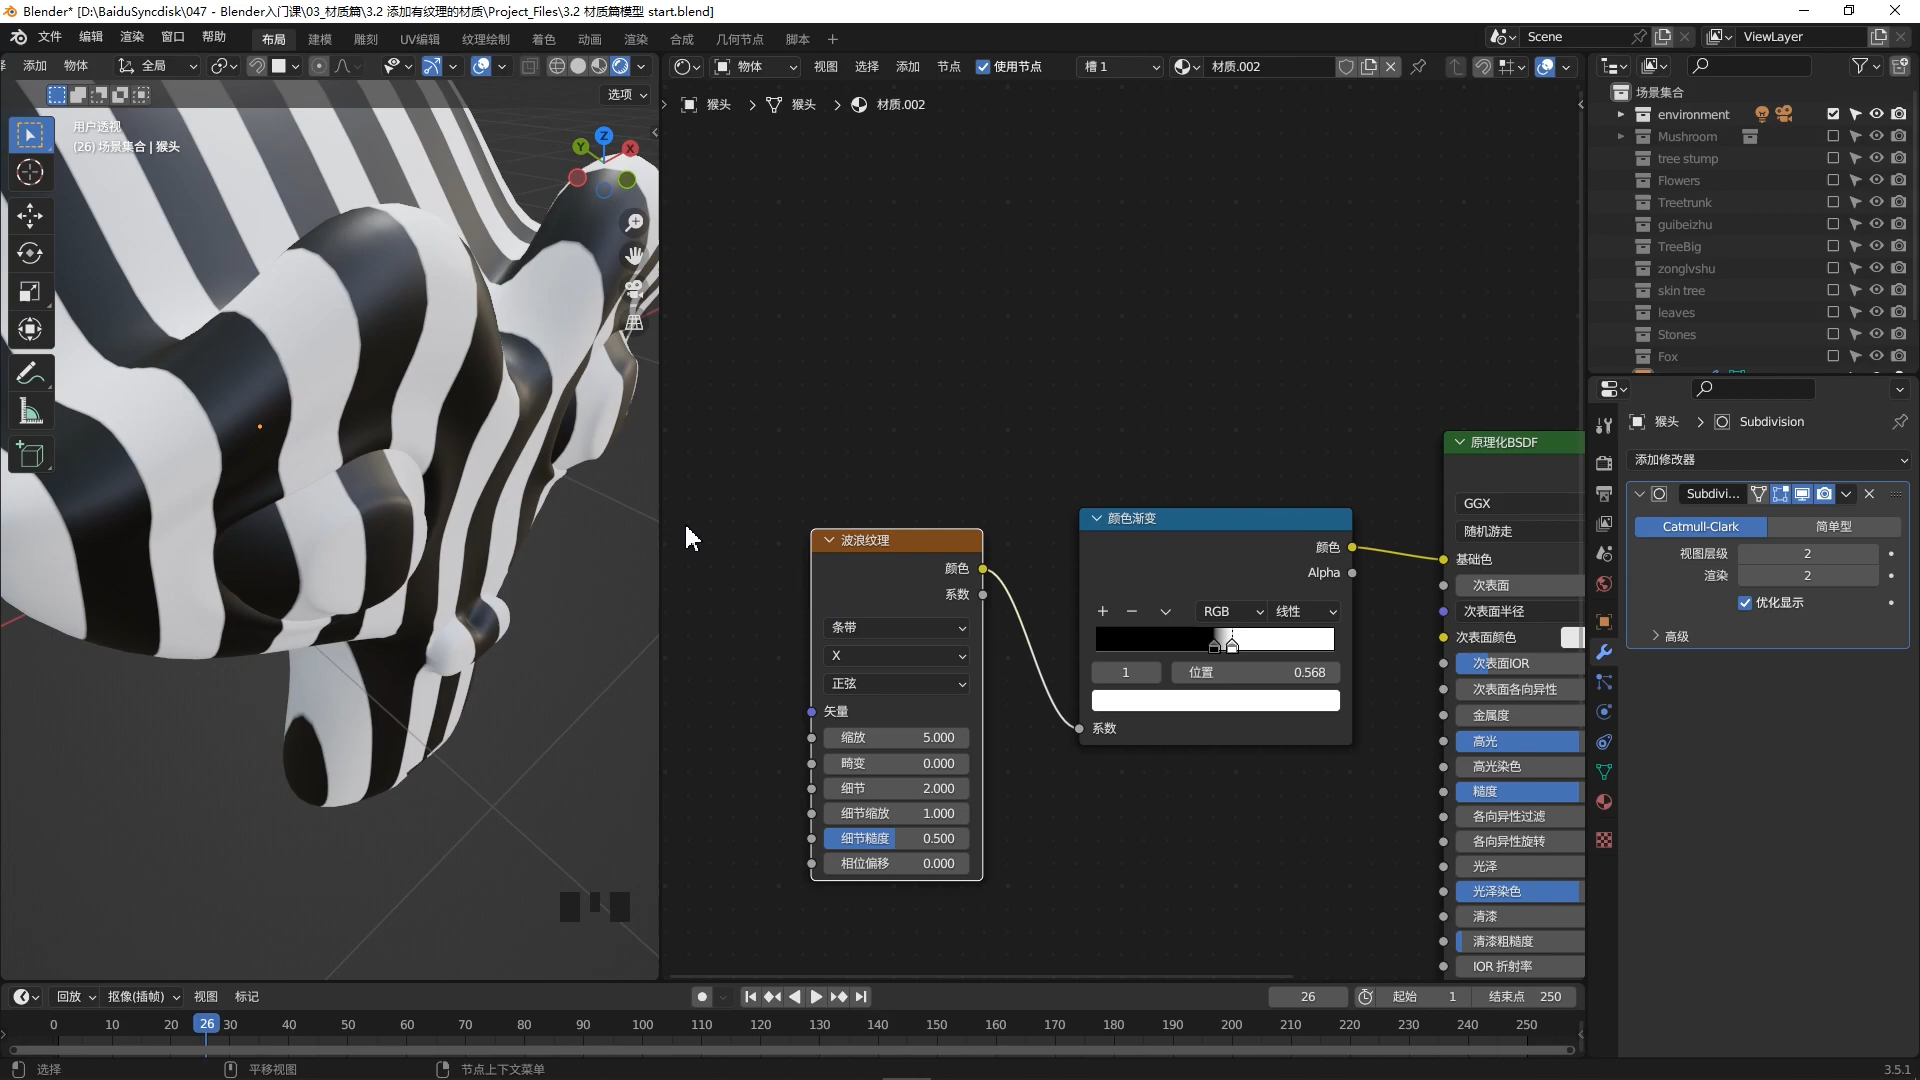 Blender* [D:\BaiduSyncdisk\047 - Blender入门课\03_材质篇\3.2 添加有纹理的材质\Project_Files\3.2 材质篇模型 start.blend]
文件 编辑 渲染 窗口 帮助 布局 建模 雕刻 UV编辑 纹理绘制 着色 动画 渲染 合成 几何节点 脚本 Scene ViewLayer
添加 物体 全局 物体 视图 选择 添加 节点 使用节点 槽 1 材质.002
选项 猴头 猴头 材质.002
场景集合
environment
Mushroom
tree stump
Flowers
Treetrunk
guibeizhu
TreeBig
zonglvshu
skin tree
leaves
Stones
Fox
用户透视
(26) 场景集合 | 猴头
Z
Y
X
猴头 Subdivision
添加修改器
Subdivi...
Catmull-Clark 简单型
视图层级 2
渲染 2
优化显示
高级
波浪纹理
颜色
系数
条带
X
正弦
矢量
缩放 5.000
畸变 0.000
细节 2.000
细节缩放 1.000
细节糙度 0.500
相位偏移 0.000
颜色渐变
颜色
Alpha
RGB 线性
1 位置 0.568
系数
原理化BSDF
GGX
随机游走
基础色
次表面
次表面半径
次表面颜色
次表面IOR
次表面各向异性
金属度
高光
高光染色
糙度
各向异性过滤
各向异性旋转
光泽
光泽染色
清漆
清漆粗糙度
IOR 折射率
回放 抠像(插帧) 视图 标记 26 起始 1 结束点 250
0 10 20 26 30 40 50 60 70 80 90 100 110 120 130 140 150 160 170 180 190 200 210 220 230 240 250
选择 平移视图 节点上下文菜单 3.5.1